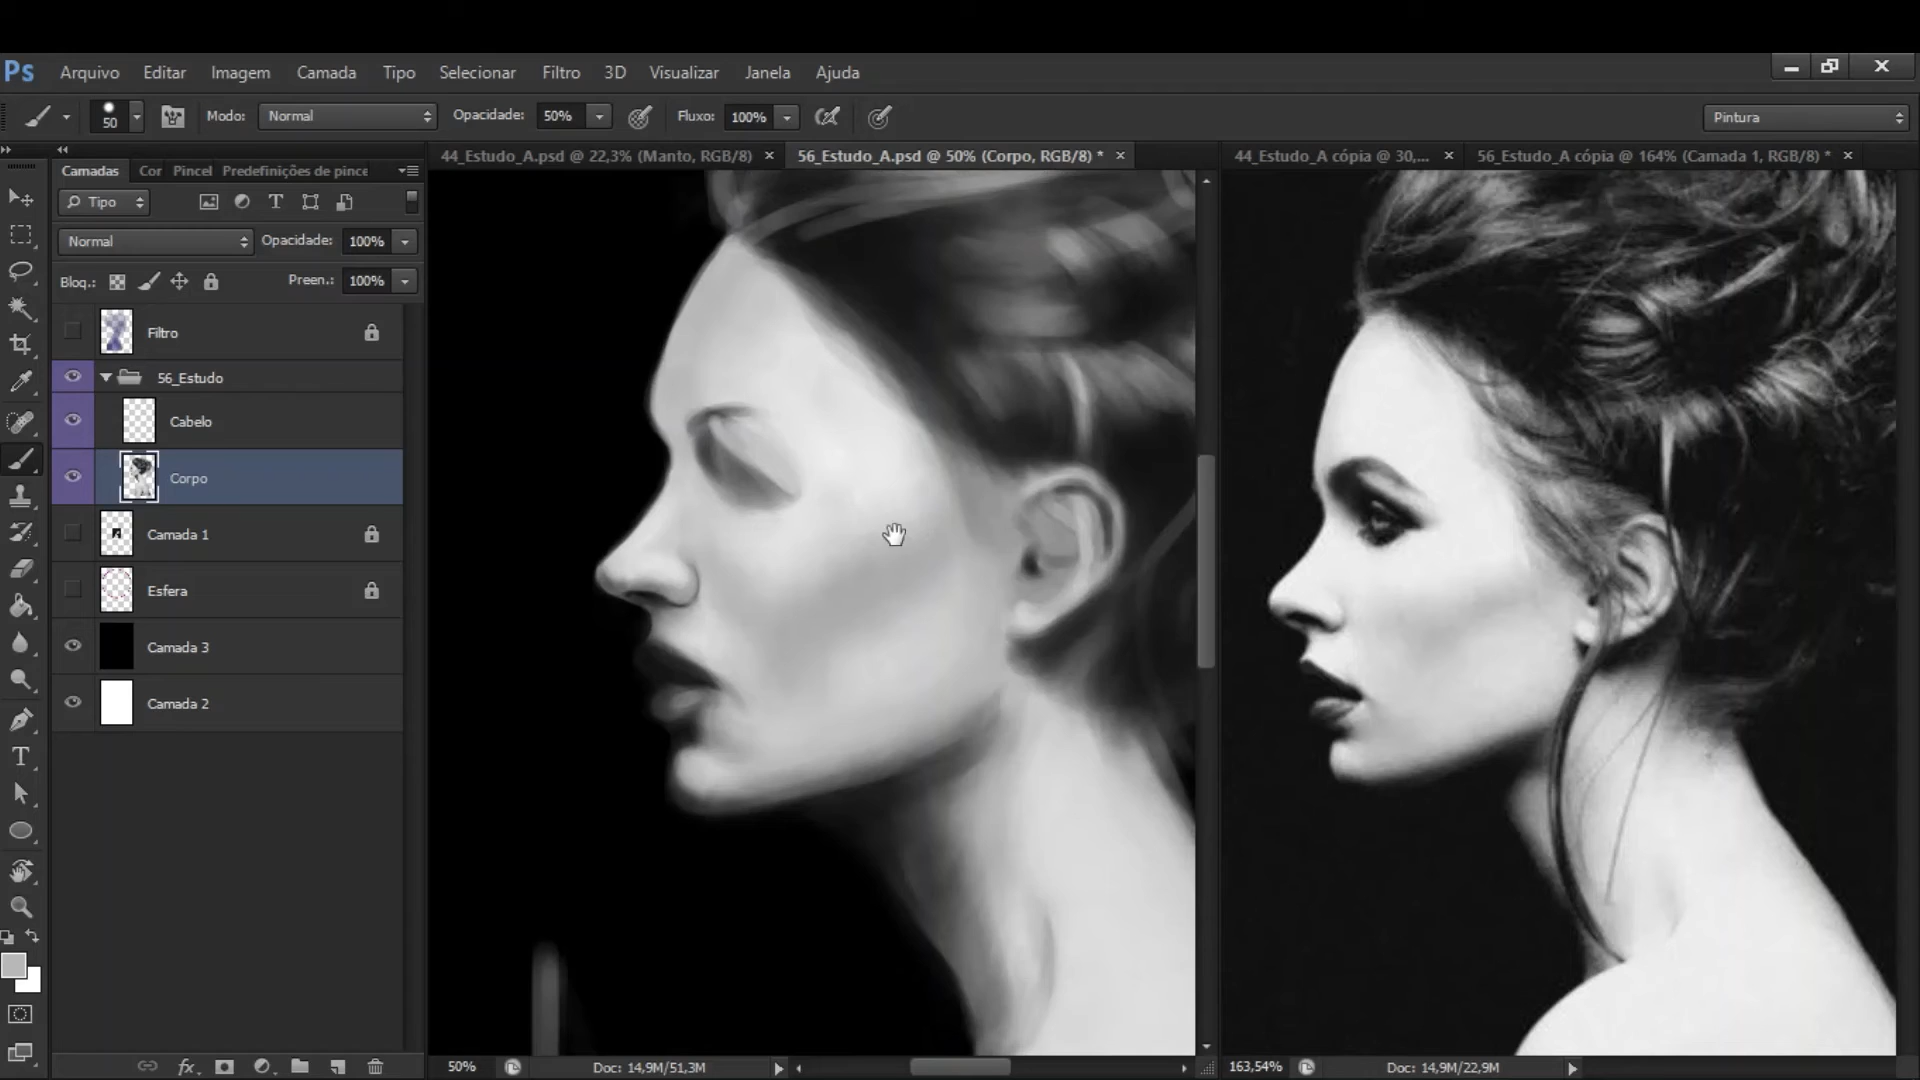 Ps Arquivo Editar Imagem Camada Tipo Selecionar Filtro 3D Visualizar Janela Ajuda
50 Modo: Normal Opacidade: 50% Fluxo: 100% Pintura
Camadas Cor Pincel Predefinições de pince
44_Estudo_A.psd @ 22,3% (Manto, RGB/8) 56_Estudo_A.psd @ 50% (Corpo, RGB/8) * 44_Estudo_A cópia @ 30,... 56_Estudo_A cópia @ 164% (Camada 1, RGB/8) *
Tipo
Normal Opacidade: 100%
Bloq.: Preen.: 100%
Filtro
56_Estudo
Cabelo
Corpo
Camada 1
Esfera
Camada 3
Camada 2
50% Doc: 14,9M/51,3M 163,54% Doc: 14,9M/22,9M